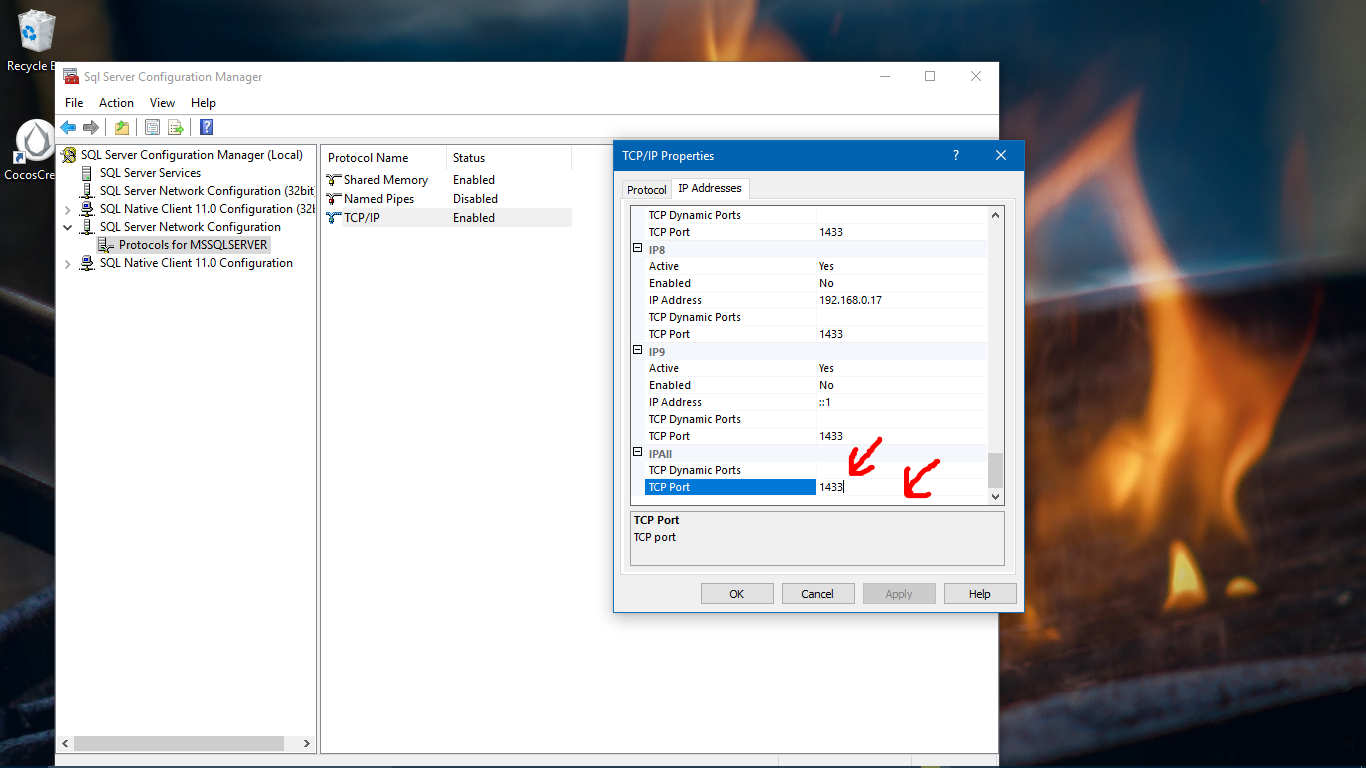 Recycle B
CocosCre
Sql Server Configuration Manager
File Action View Help
SQL Server Configuration Manager (Local)
SQL Server Services
SQL Server Network Configuration (32bit
SQL Native Client 11.0 Configuration (32b
SQL Server Network Configuration
Protocols for MSSQLSERVER
SQL Native Client 11.0 Configuration
Protocol Name Status
Shared Memory Enabled
Named Pipes Disabled
TCP/IP Enabled
TCP/IP Properties
Protocol IP Addresses
TCP Dynamic Ports
TCP Port 1433
IP8
Active Yes
Enabled No
IP Address 192.168.0.17
TCP Dynamic Ports
TCP Port 1433
IP9
Active Yes
Enabled No
IP Address ::1
TCP Dynamic Ports
TCP Port 1433
IPAll
TCP Dynamic Ports
TCP Port 1433
TCP Port
TCP port
OK Cancel Apply Help